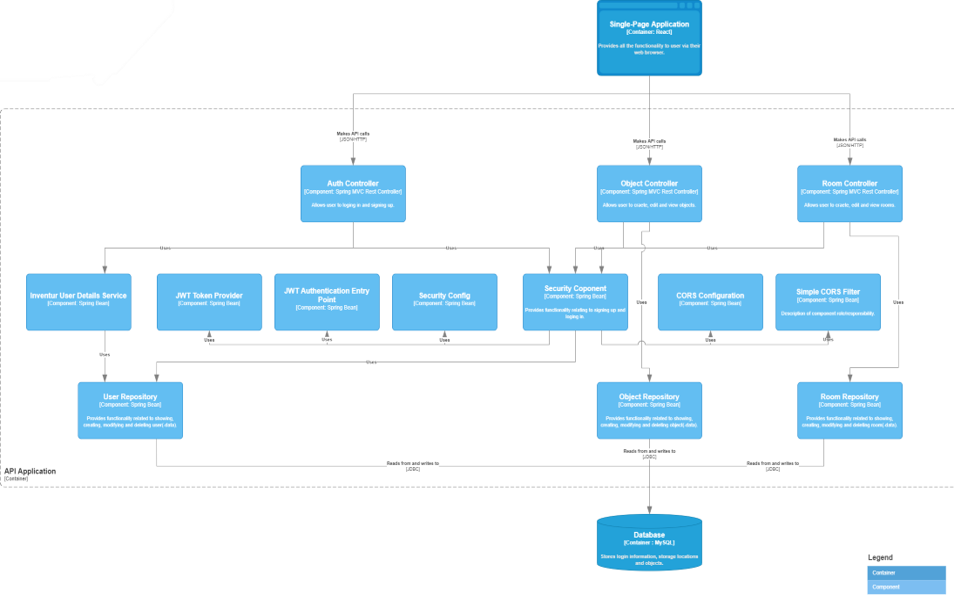 Single-Page Application
[Container: React]
Provides all the functionality to user via their
web-browser.
Makes API calls
[JSON/HTTP]
Makes API calls
[JSON/HTTP]
Makes API calls
[JSON/HTTP]
Auth Controller
[Component: Spring MVC Rest Controller]
Allows user to loging in and signing up.
Object Controller
[Component: Spring MVC Rest Controller]
Allows user to craete, edit and view objects.
Room Controller
[Component: Spring MVC Rest Controller]
Allows user to craete, edit and view rooms.
Uses
Uses
Uses
Uses
Inventur User Details Service
[Component: Spring Bean]
JWT Token Provider
[Component: Spring Bean]
JWT Authentication Entry
Point
[Component: Spring Bean]
Security Config
[Component: Spring Bean]
Security Coponent
[Component: Spring Bean]
Provides functionality relating to signing up and
loging in
CORS Configuration
[Component: Spring Bean]
Simple CORS Filter
[Component: Spring Bean]
Description of component role/responsibility.
Uses
Uses
Uses
Uses
Uses
Uses
Uses
Uses
Uses
User Repository
[Component: Spring Bean]
Provides functionality related to showing,
creating, modifying and deleting user(.data).
Object Repository
[Component: Spring Bean]
Provides functionality related to showing,
creating, modifying and deleting object(.data).
Room Repository
[Component: Spring Bean]
Provides functionality related to showing,
creating, modifying and deleting room(.data).
Reads from and writes to
[JDBC]
Reads from and writes to
[JDBC]
Reads from and writes to
[JDBC]
API Application
[Container]
Database
[Container : MySQL]
Stores login information, storage locations
and objects.
Legend
Container
Component